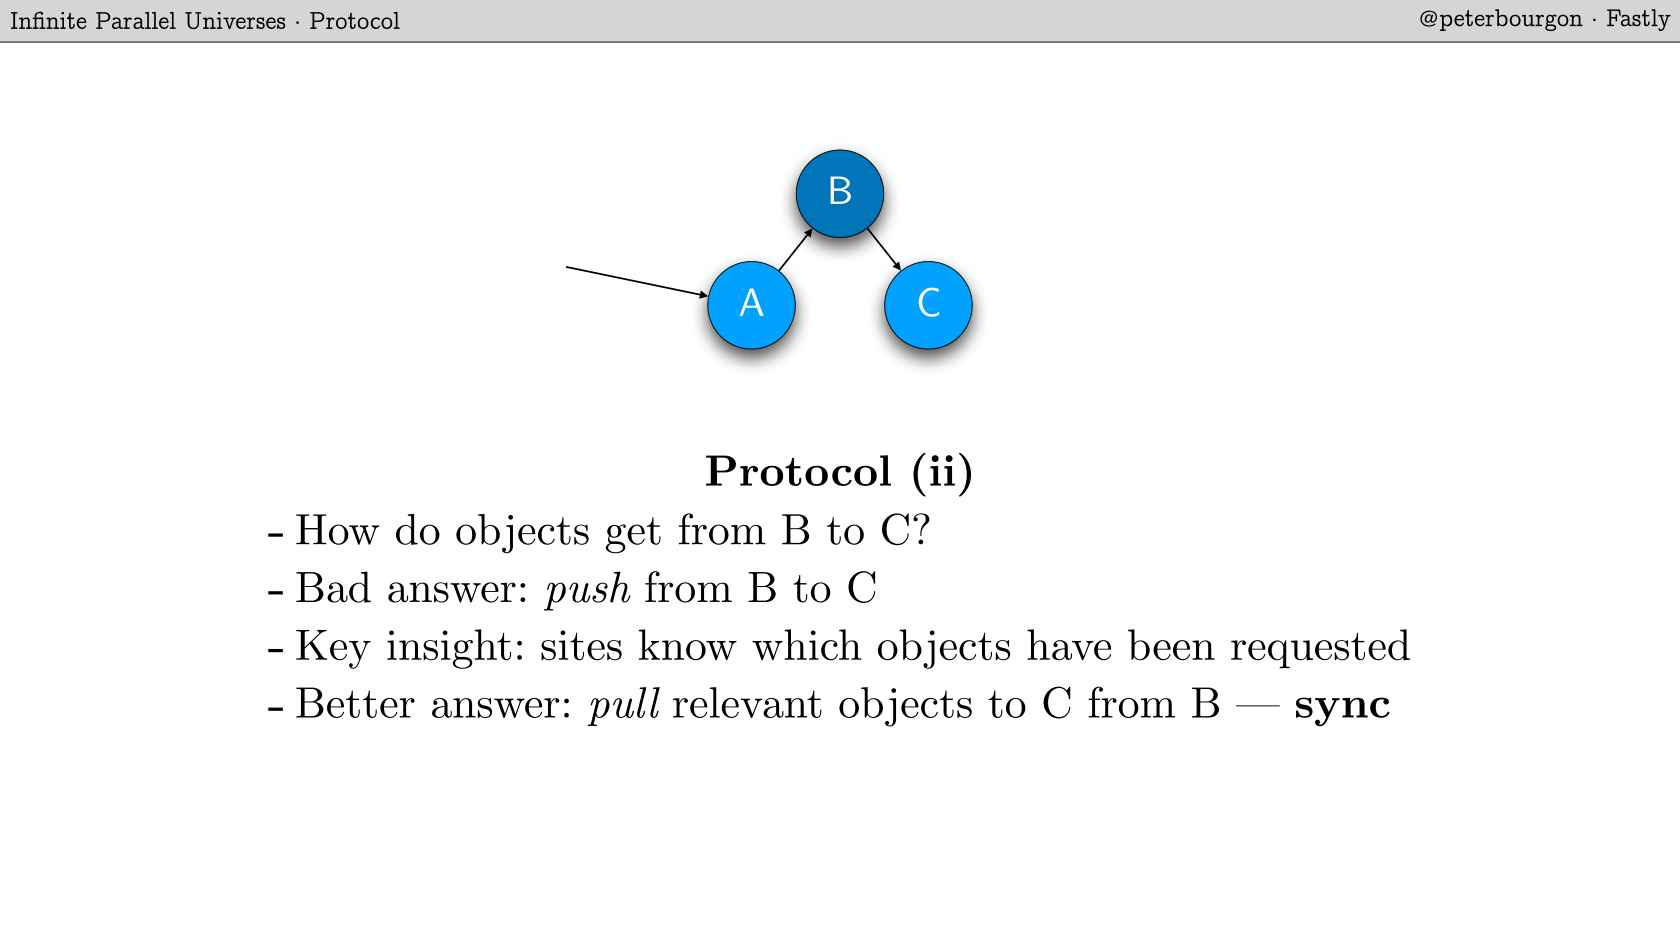 Infinite Parallel Universes · Protocol
@peterbourgon · Fastly
B
A
C
Protocol (ii)
- How do objects get from B to C?
- Bad answer: push from B to C
- Key insight: sites know which objects have been requested
- Better answer: pull relevant objects to C from B — sync